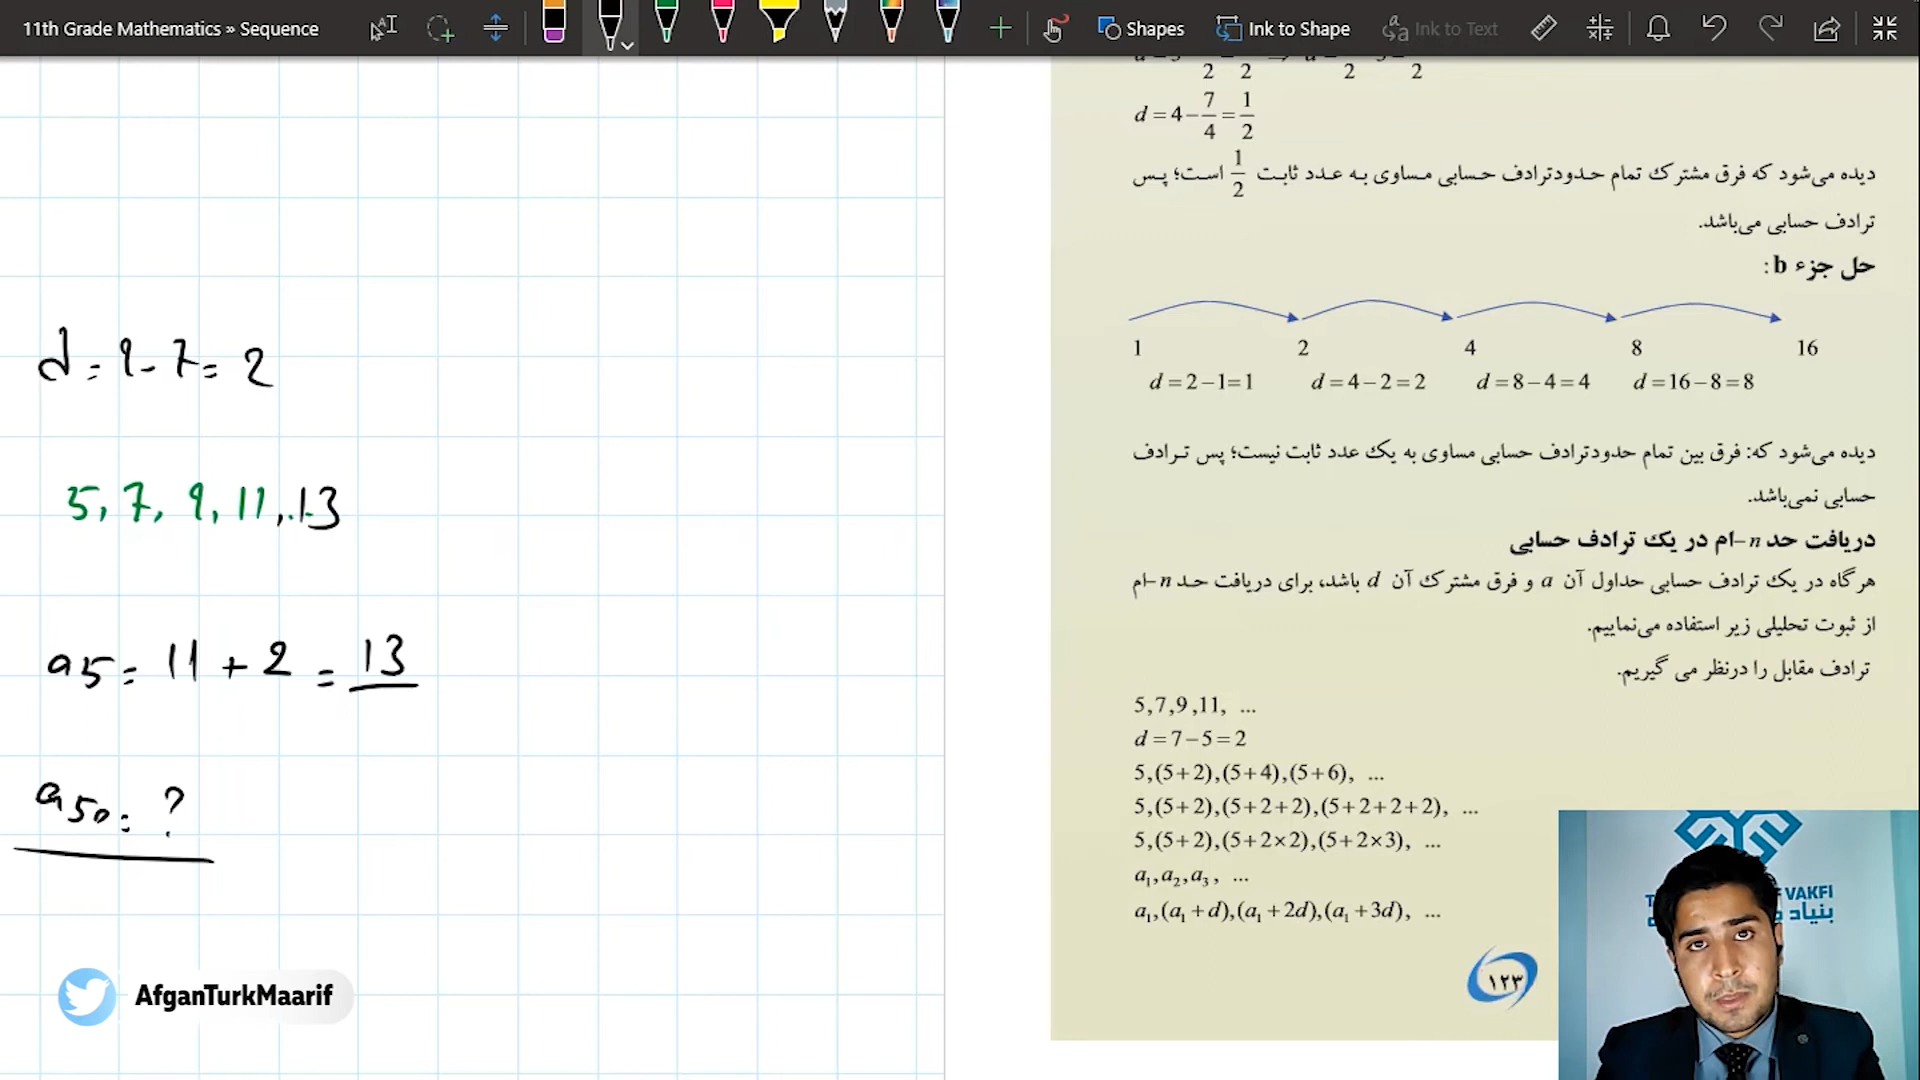 11th Grade Mathematics » Sequence
Shapes
Ink to Shape
Ink to Text
d = 9 - 7 = 2
5, 7, 9, 11, .13
a5 = 11 + 2 = 13
a50 = ?
AfganTurkMaarif
2 2 2 2
d = 4 - 7/4 = 1/2
دیده می‌شود که فرق مشترک تمام حدودترادف حسابی مساوی به عدد ثابت 1/2 است؛ پس
ترادف حسابی می‌باشد.
حل جزء b:
1 2 4 8 16
d = 2 - 1 = 1 d = 4 - 2 = 2 d = 8 - 4 = 4 d = 16 - 8 = 8
دیده می‌شود که: فرق بین تمام حدودترادف حسابی مساوی به یک عدد ثابت نیست؛ پس ترادف
حسابی نمی‌باشد.
دریافت حد n-ام در یک ترادف حسابی
هرگاه در یک ترادف حسابی حداول آن a و فرق مشترک آن d باشد، برای دریافت حد n-ام
از ثبوت تحلیلی زیر استفاده می‌نماییم.
ترادف مقابل را درنظر می گیریم.
5,7,9,11, ...
d = 7 - 5 = 2
5,(5+2),(5+4),(5+6), ...
5,(5+2),(5+2+2),(5+2+2+2), ...
5,(5+2),(5+2×2),(5+2×3), ...
a₁,a₂,a₃, ...
a₁,(a₁+d),(a₁+2d),(a₁+3d), ...
۱۲۳
VAKFI
بنیاد